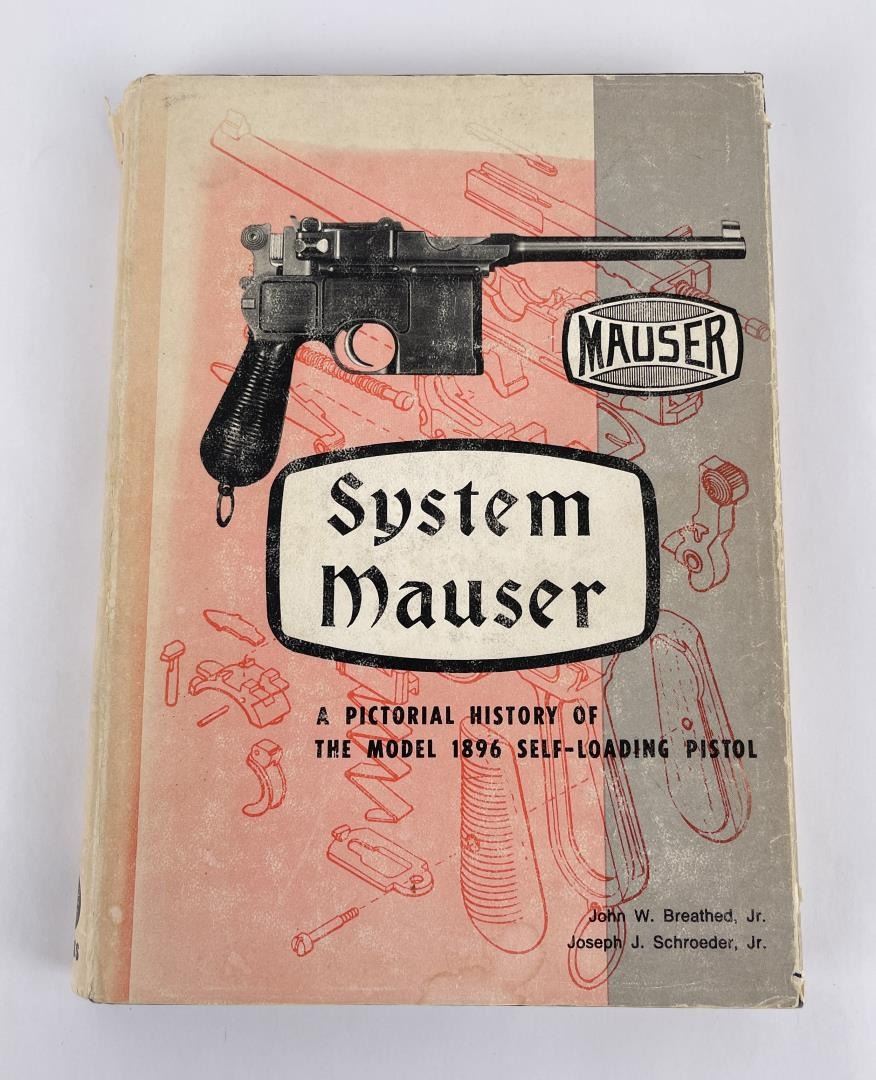 MAUSER
System
Mauser
A PICTORIAL HISTORY OF
THE MODEL 1896 SELF-LOADING PISTOL
John W. Breathed, Jr.
Joseph J. Schroeder, Jr.